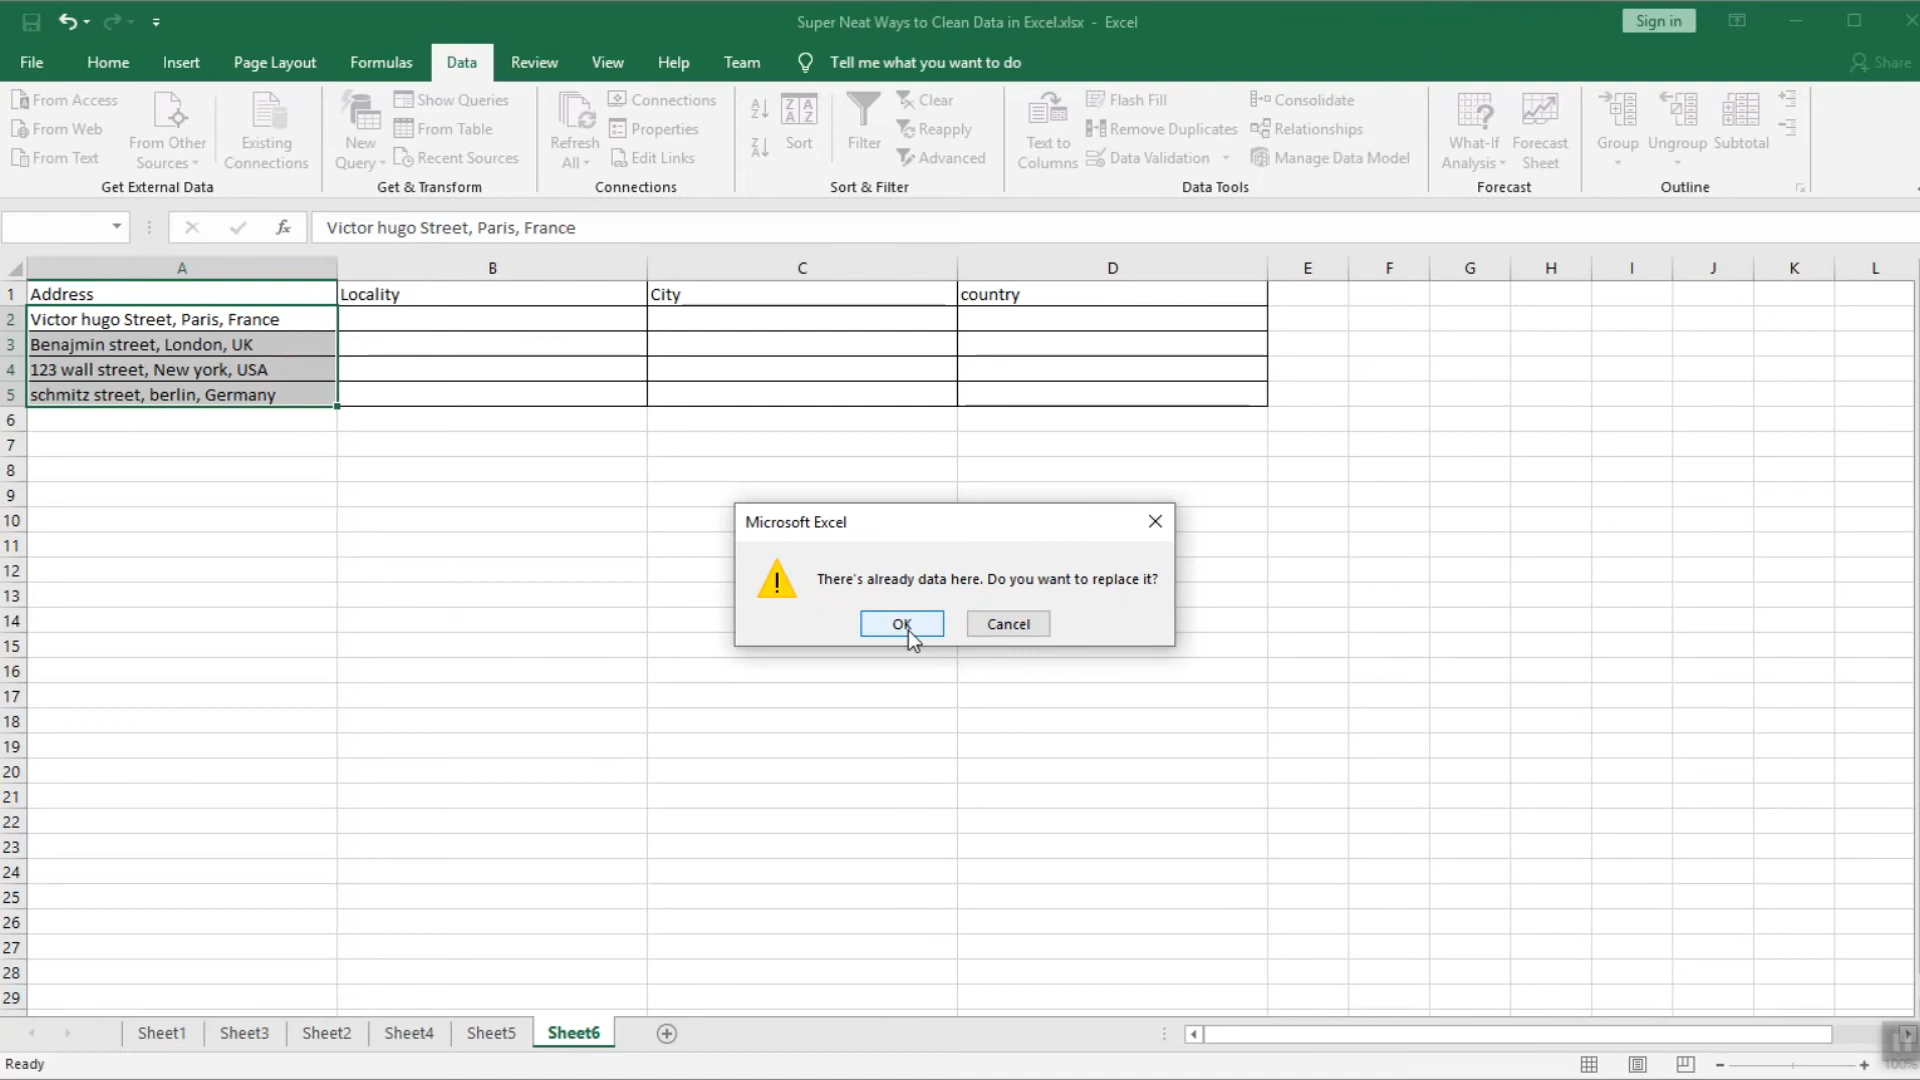 Super Neat Ways to Clean Data in Excel.xlsx - Excel
Sign in
File Home Insert Page Layout Formulas Data Review View Help Team Tell me what you want to do Share
From Access
From Web
From Text
From Other Sources
Existing Connections
Get External Data
New Query
Show Queries
From Table
Recent Sources
Get & Transform
Refresh All
Connections
Properties
Edit Links
Connections
Sort
Filter
Clear
Reapply
Advanced
Sort & Filter
Text to Columns
Flash Fill
Remove Duplicates
Data Validation
Consolidate
Relationships
Manage Data Model
Data Tools
What-If Analysis
Forecast Sheet
Forecast
Group
Ungroup
Subtotal
Outline
fx Victor hugo Street, Paris, France
A B C D E F G H I J K L
1 Address Locality City country
2 Victor hugo Street, Paris, France
3 Benajmin street, London, UK
4 123 wall street, New york, USA
5 schmitz street, berlin, Germany
6
7
8
9
10
11
12
13
14
15
16
17
18
19
20
21
22
23
24
25
26
27
28
29
Microsoft Excel
There's already data here. Do you want to replace it?
OK Cancel
Sheet1 Sheet3 Sheet2 Sheet4 Sheet5 Sheet6
Ready
100%